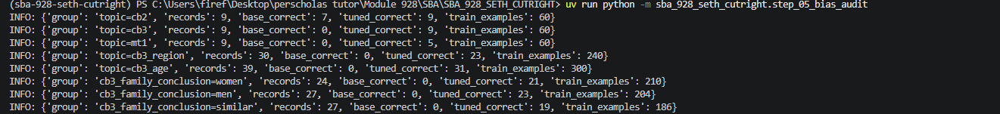 (sba-928-seth-cutright) PS C:\Users\firef\Desktop\perscholas tutor\Module 928\SBA\SBA_928_SETH_CUTRIGHT> uv run python -m sba_928_seth_cutright.step_05_bias_audit
INFO: {'group': 'topic=cb2', 'records': 9, 'base_correct': 7, 'tuned_correct': 9, 'train_examples': 60}
INFO: {'group': 'topic=cb3', 'records': 9, 'base_correct': 0, 'tuned_correct': 9, 'train_examples': 60}
INFO: {'group': 'topic=mt1', 'records': 9, 'base_correct': 0, 'tuned_correct': 5, 'train_examples': 60}
INFO: {'group': 'topic=cb3_region', 'records': 30, 'base_correct': 0, 'tuned_correct': 23, 'train_examples': 240}
INFO: {'group': 'topic=cb3_age', 'records': 39, 'base_correct': 0, 'tuned_correct': 31, 'train_examples': 300}
INFO: {'group': 'cb3_family_conclusion=women', 'records': 24, 'base_correct': 0, 'tuned_correct': 21, 'train_examples': 210}
INFO: {'group': 'cb3_family_conclusion=men', 'records': 27, 'base_correct': 0, 'tuned_correct': 23, 'train_examples': 204}
INFO: {'group': 'cb3_family_conclusion=similar', 'records': 27, 'base_correct': 0, 'tuned_correct': 19, 'train_examples': 186}